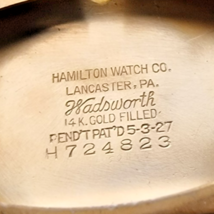 HAMILTON WATCH CO.
LANCASTER, PA.
Wadsworth
14 K. GOLD FILLED
PEND'T PAT'D 5-3-27
H724823